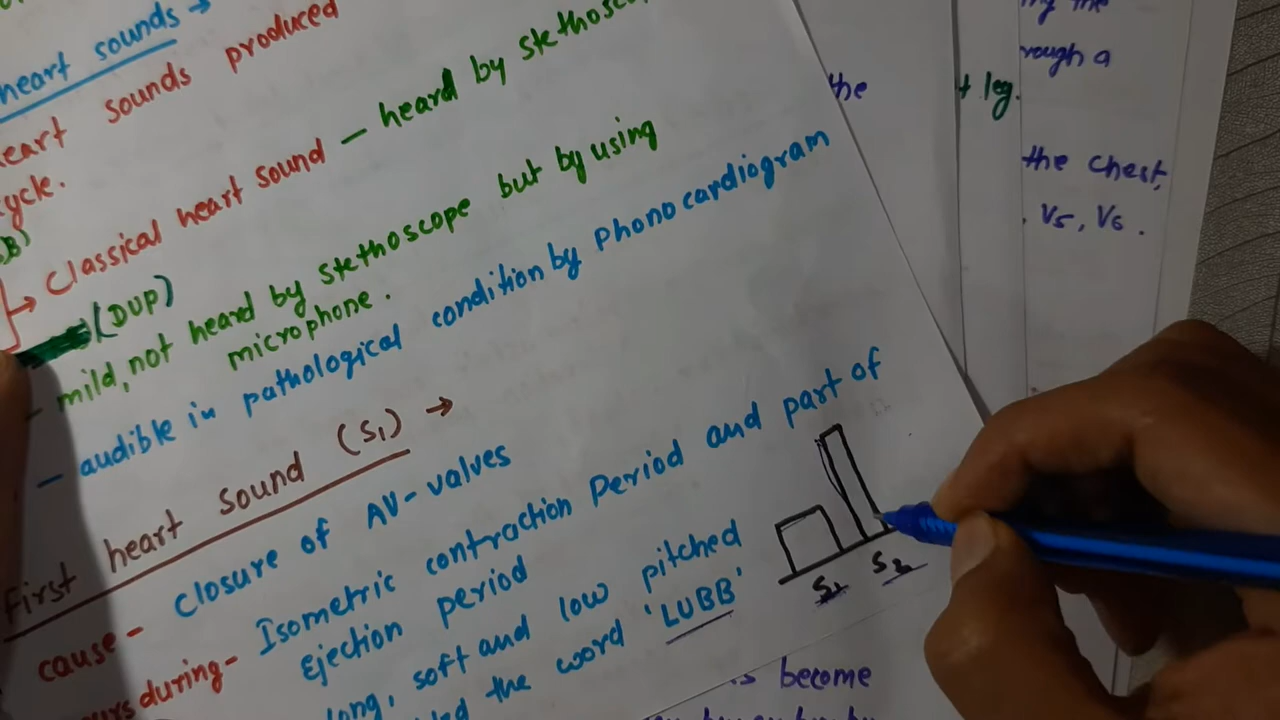 heart sounds →
heart sounds produced
cycle.
Classical heart sound — heard by
(DUP)
mild, not heard by stethoscope but by using
microphone.
— audible in pathological condition by phono cardiogram
First heart sound (S1) →
cause - closure of AV-valves
during - Isometric contraction period and part of
Ejection period
long, soft and low pitched
the word 'LUBB'
S1 S2
the
leg.
the
rough a
the chest,
V5, V6.
become